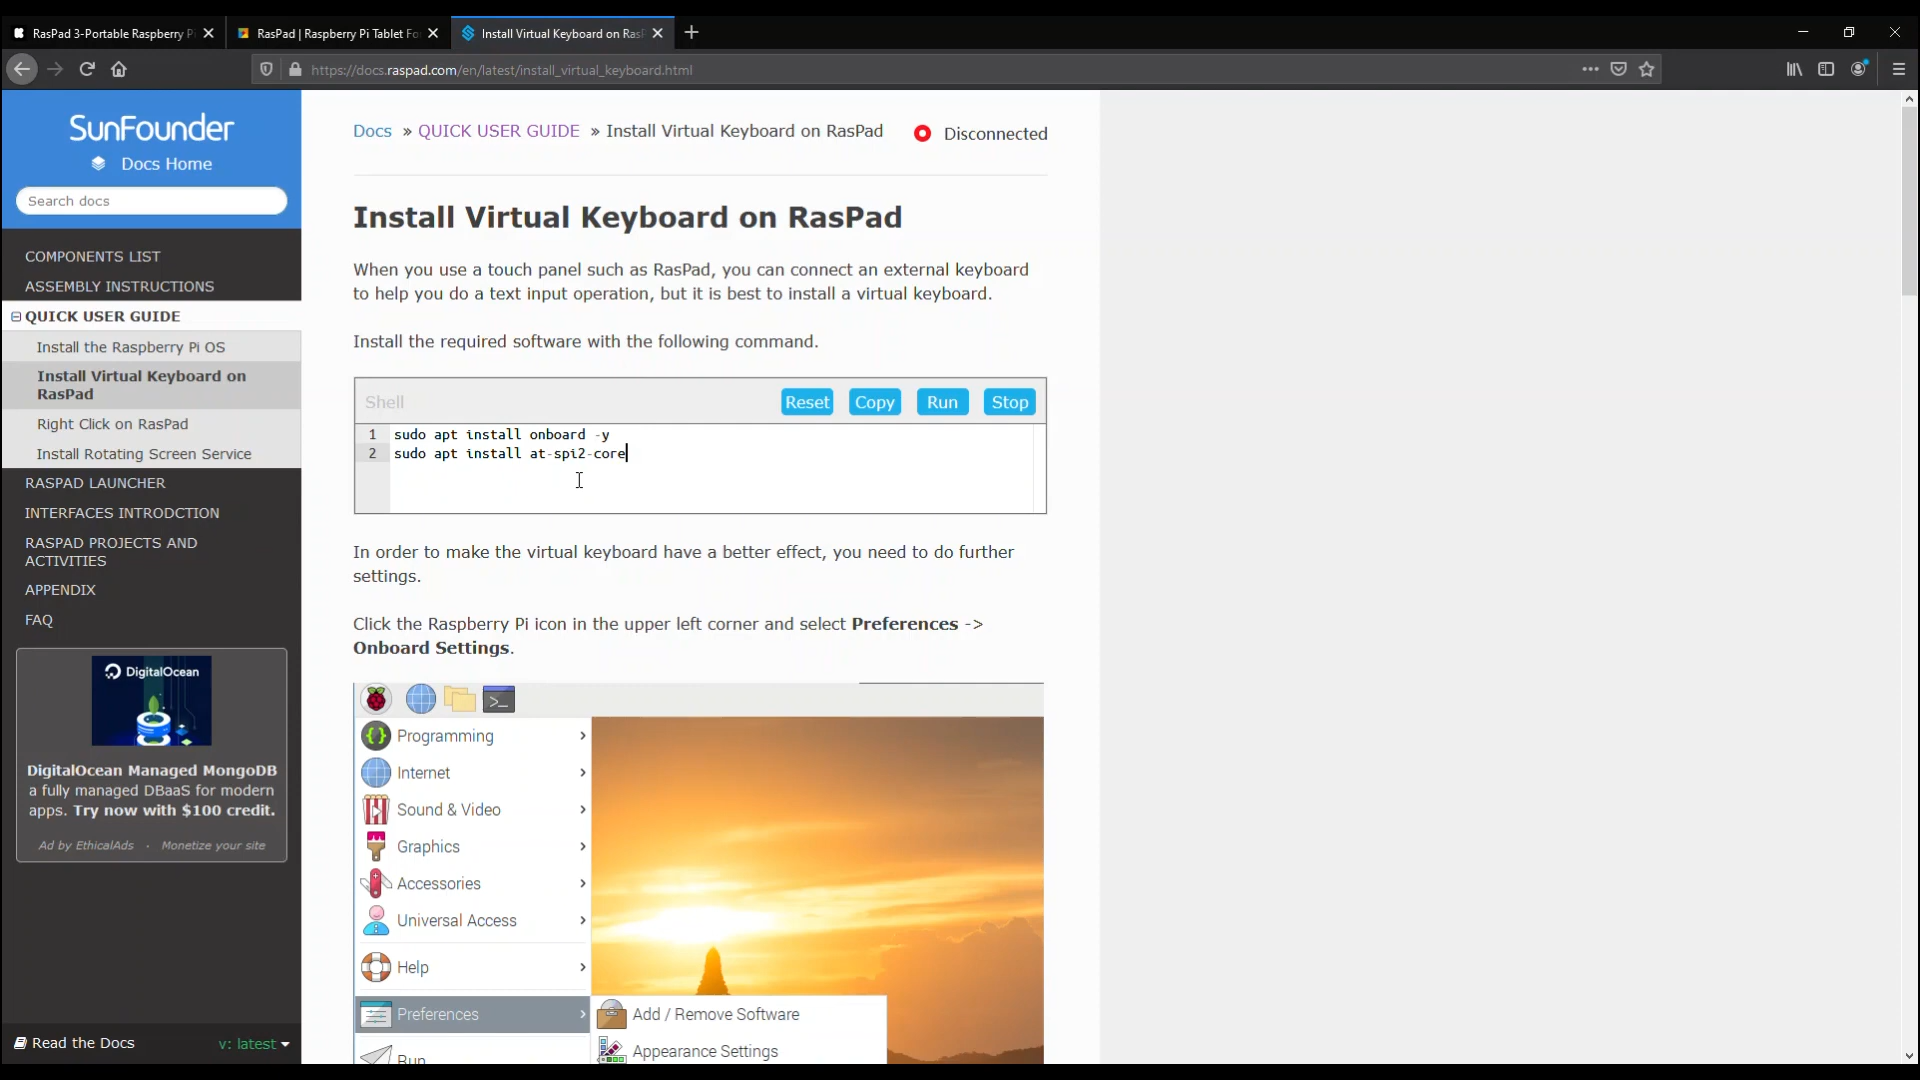 RasPad 3-Portable Raspberry P
RasPad | Raspberry Pi Tablet Fo
Install Virtual Keyboard on Ras
https://docs.raspad.com/en/latest/install_virtual_keyboard.html
SunFounder
Docs Home
Search docs
COMPONENTS LIST
ASSEMBLY INSTRUCTIONS
QUICK USER GUIDE
Install the Raspberry Pi OS
Install Virtual Keyboard on
RasPad
Right Click on RasPad
Install Rotating Screen Service
RASPAD LAUNCHER
INTERFACES INTRODCTION
RASPAD PROJECTS AND
ACTIVITIES
APPENDIX
FAQ
DigitalOcean
DigitalOcean Managed MongoDB
a fully managed DBaaS for modern
apps. Try now with $100 credit.
Ad by EthicalAds · Monetize your site
Read the Docs
v: latest
Docs » QUICK USER GUIDE » Install Virtual Keyboard on RasPad
Disconnected
Install Virtual Keyboard on RasPad
When you use a touch panel such as RasPad, you can connect an external keyboard
to help you do a text input operation, but it is best to install a virtual keyboard.
Install the required software with the following command.
Shell
Reset Copy Run Stop
1 sudo apt install onboard -y
2 sudo apt install at-spi2-core
In order to make the virtual keyboard have a better effect, you need to do further
settings.
Click the Raspberry Pi icon in the upper left corner and select Preferences ->
Onboard Settings.
Programming
Internet
Sound & Video
Graphics
Accessories
Universal Access
Help
Preferences
Add / Remove Software
Run
Appearance Settings